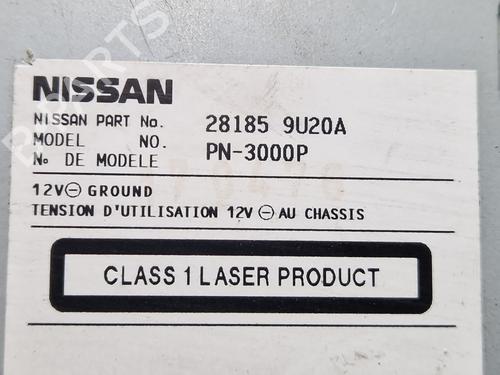 NISSAN
NISSAN PART No. 28185 9U20A
MODEL NO. PN-3000P
No DE MODELE
12V⊖ GROUND
TENSION D'UTILISATION 12V⊖ AU CHASSIS
CLASS 1 LASER PRODUCT